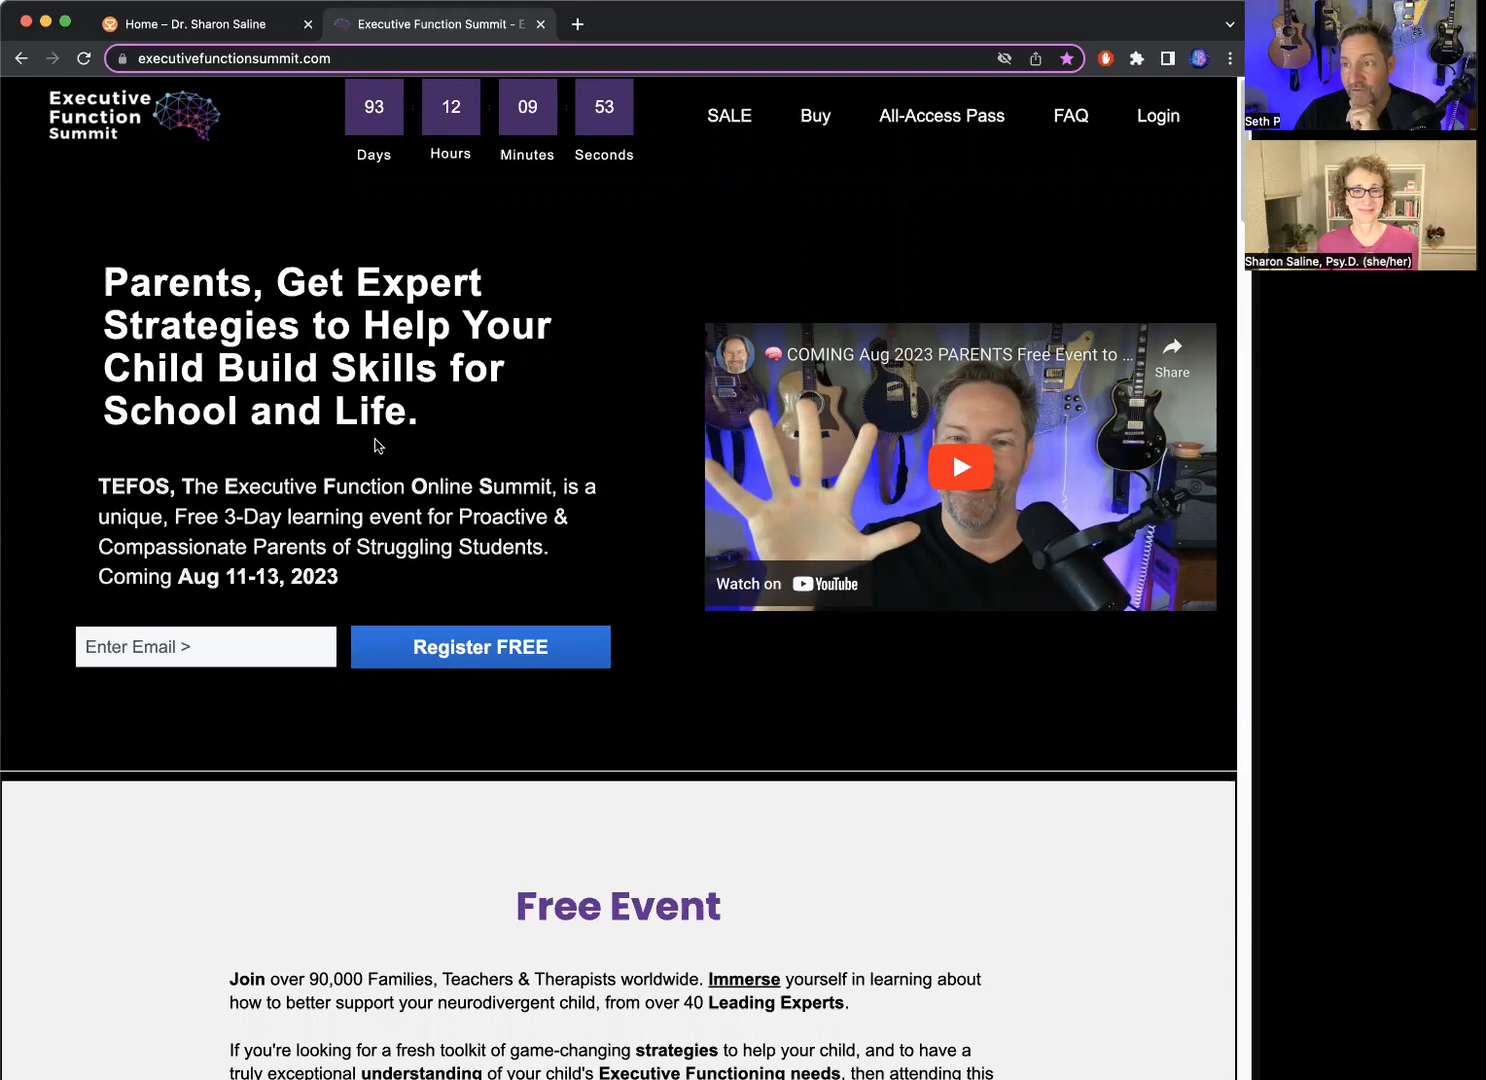 Home – Dr. Sharon Saline
Executive Function Summit - E
executivefunctionsummit.com
Executive
Function
Summit
93 : 12 : 09 : 53
Days Hours Minutes Seconds
SALE Buy All-Access Pass FAQ Login
Seth P
Sharon Saline, Psy.D. (she/her)
Parents, Get Expert
Strategies to Help Your
Child Build Skills for
School and Life.
TEFOS, The Executive Function Online Summit, is a
unique, Free 3-Day learning event for Proactive &
Compassionate Parents of Struggling Students.
Coming Aug 11-13, 2023
Enter Email >
Register FREE
COMING Aug 2023 PARENTS Free Event to ...
Share
Watch on YouTube
Free Event
Join over 90,000 Families, Teachers & Therapists worldwide. Immerse yourself in learning about
how to better support your neurodivergent child, from over 40 Leading Experts.
If you're looking for a fresh toolkit of game-changing strategies to help your child, and to have a
truly exceptional understanding of your child's Executive Functioning needs, then attending this